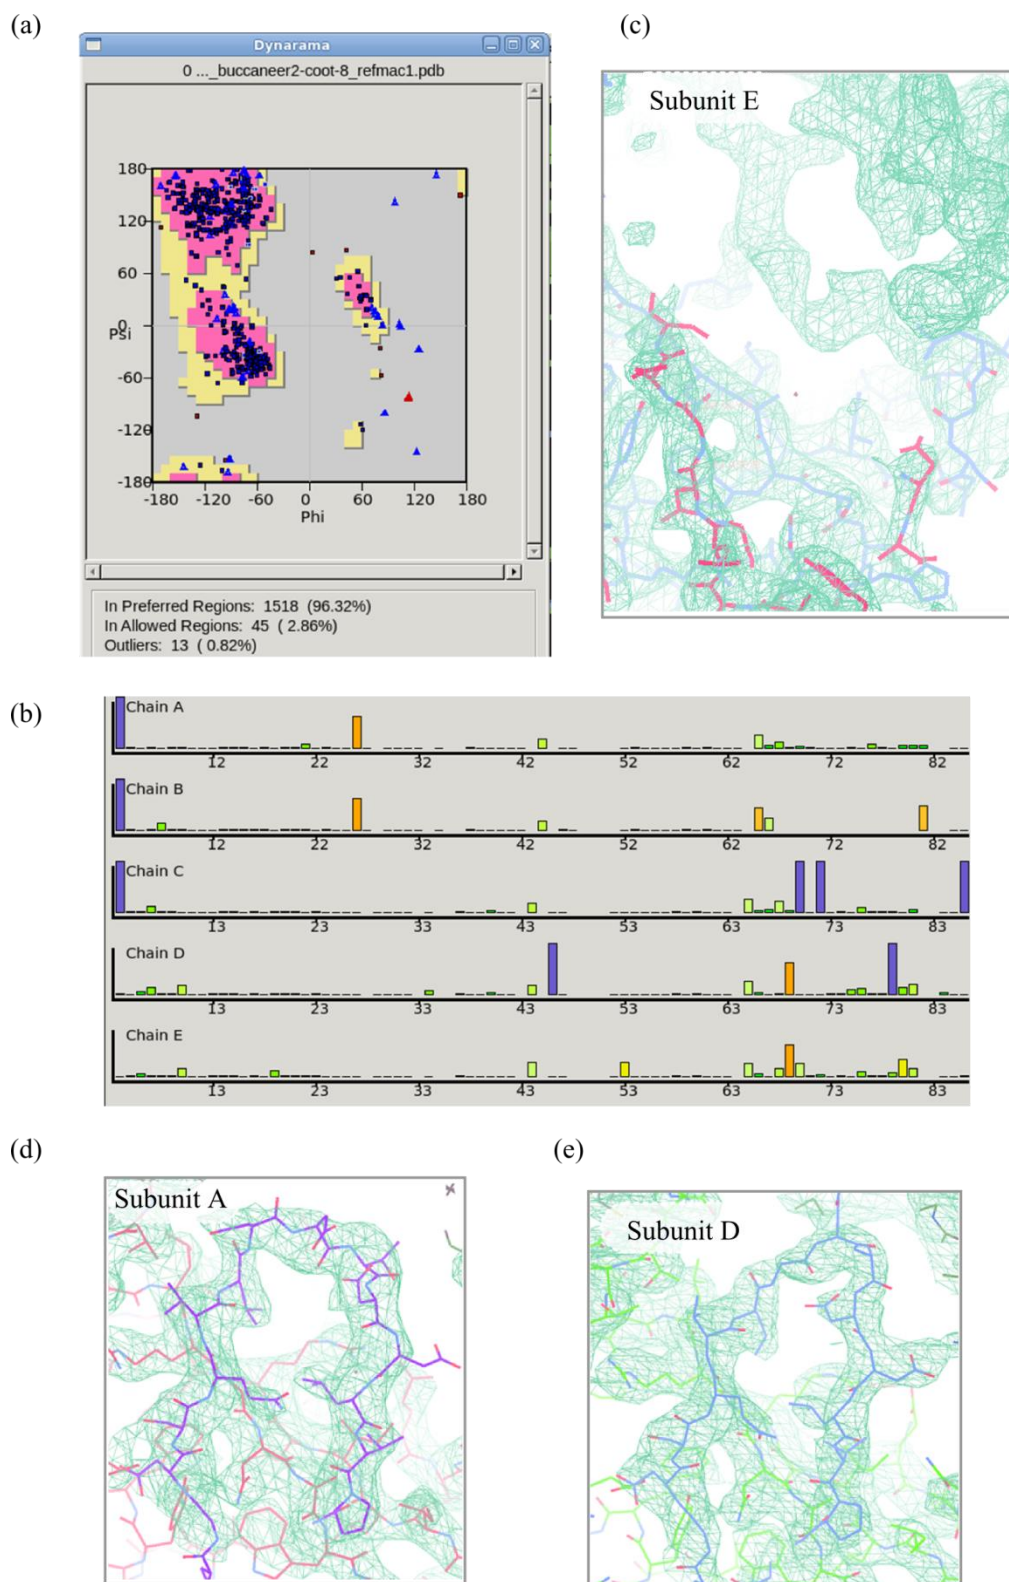 (a)
Dynarama
0 ..._buccaneer2-coot-8_refmac1.pdb
180
120
60
0
Psi
-60
-120
-180
-180 -120 -60 0 60 120 180
Phi
In Preferred Regions: 1518 (96.32%)
In Allowed Regions: 45 ( 2.86%)
Outliers: 13 ( 0.82%)
(c)
Subunit E
(b)
Chain A
12 22 32 42 52 62 72 82
Chain B
12 22 32 42 52 62 72 82
Chain C
13 23 33 43 53 63 73 83
Chain D
13 23 33 43 53 63 73 83
Chain E
13 23 33 43 53 63 73 83
(d)
Subunit A
(e)
Subunit D